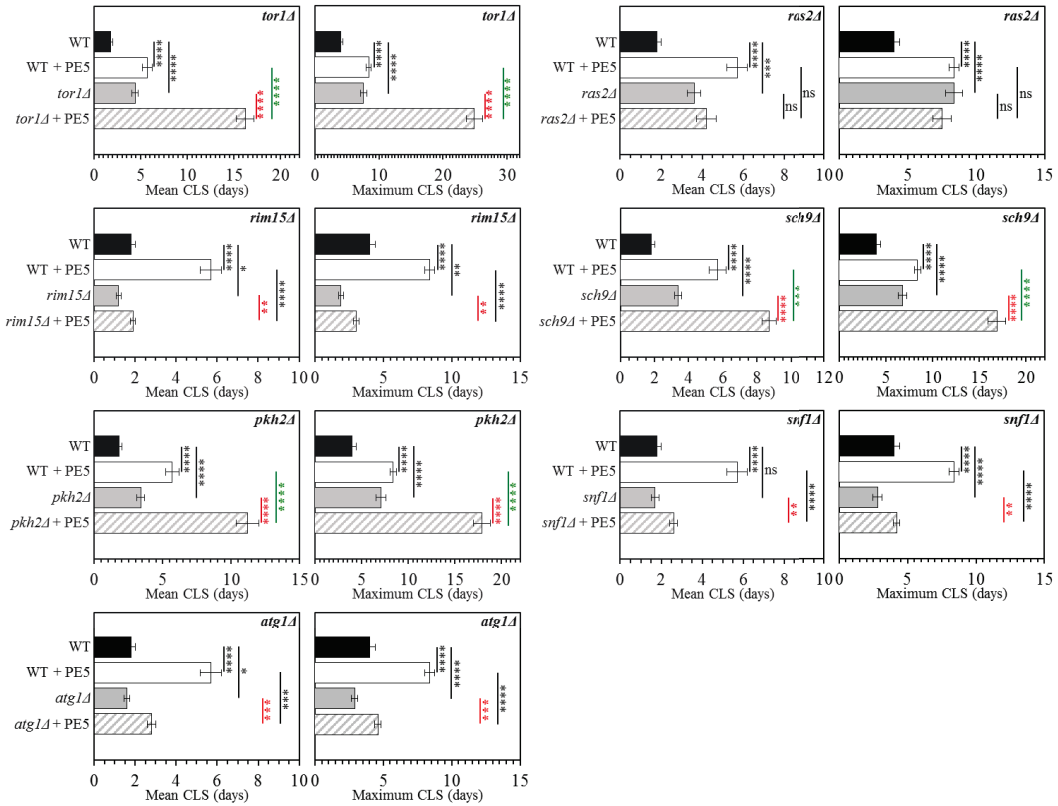 tor1Δ
WT
WT + PE5
tor1Δ
tor1Δ + PE5
**** **** **** ****
0 5 10 15 20
Mean CLS (days)
tor1Δ
**** **** **** ****
0 10 20 30
Maximum CLS (days)
ras2Δ
WT
WT + PE5
ras2Δ
ras2Δ + PE5
**** *** ns ns
0 2 4 6 8 10
Mean CLS (days)
ras2Δ
**** **** ns ns
0 5 10 15
Maximum CLS (days)
rim15Δ
WT
WT + PE5
rim15Δ
rim15Δ + PE5
**** * ** ****
0 2 4 6 8 10
Mean CLS (days)
rim15Δ
**** ** ** ****
0 5 10 15
Maximum CLS (days)
sch9Δ
WT
WT + PE5
sch9Δ
sch9Δ + PE5
**** **** **** ***
0 2 4 6 8 10 12
Mean CLS (days)
sch9Δ
**** **** **** ****
0 5 10 15 20
Maximum CLS (days)
pkh2Δ
WT
WT + PE5
pkh2Δ
pkh2Δ + PE5
**** **** **** ****
0 5 10 15
Mean CLS (days)
pkh2Δ
**** **** **** ****
0 5 10 15 20
Maximum CLS (days)
snf1Δ
WT
WT + PE5
snf1Δ
snf1Δ + PE5
**** ns ** ****
0 2 4 6 8 10
Mean CLS (days)
snf1Δ
**** **** ** ****
0 5 10 15
Maximum CLS (days)
atg1Δ
WT
WT + PE5
atg1Δ
atg1Δ + PE5
**** * *** ***
0 2 4 6 8 10
Mean CLS (days)
atg1Δ
**** **** *** ****
0 5 10 15
Maximum CLS (days)